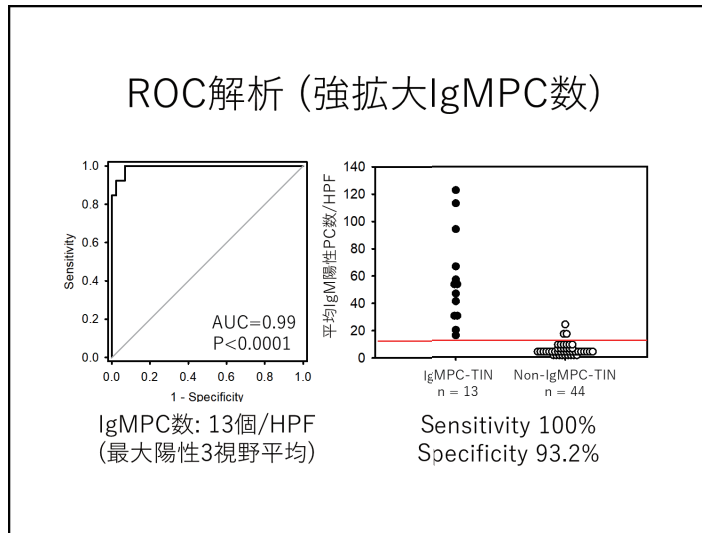 ROC解析 (強拡大IgMPC数)
1.0
0.8
0.6
0.4
0.2
0.0
Sensitivity
AUC=0.99
P<0.0001
0.0 0.2 0.4 0.6 0.8 1.0
1 - Specificity
IgMPC数: 13個/HPF
(最大陽性3視野平均)
平均IgM陽性PC数/HPF
140
120
100
80
60
40
20
0
IgMPC-TIN Non-IgMPC-TIN
n = 13 n = 44
Sensitivity 100%
Specificity 93.2%